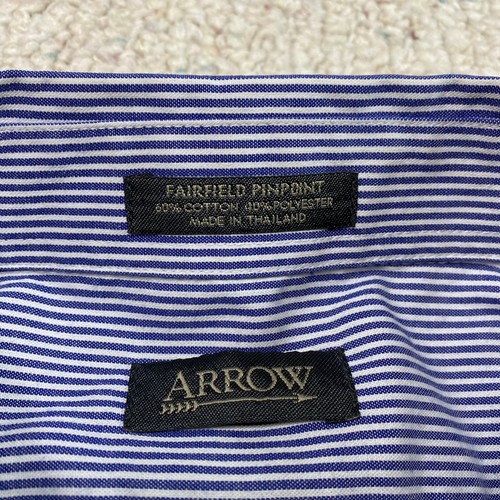 FAIRFIELD PINPOINT
60% COTTON 40% POLYESTER
MADE IN THAILAND
ARROW